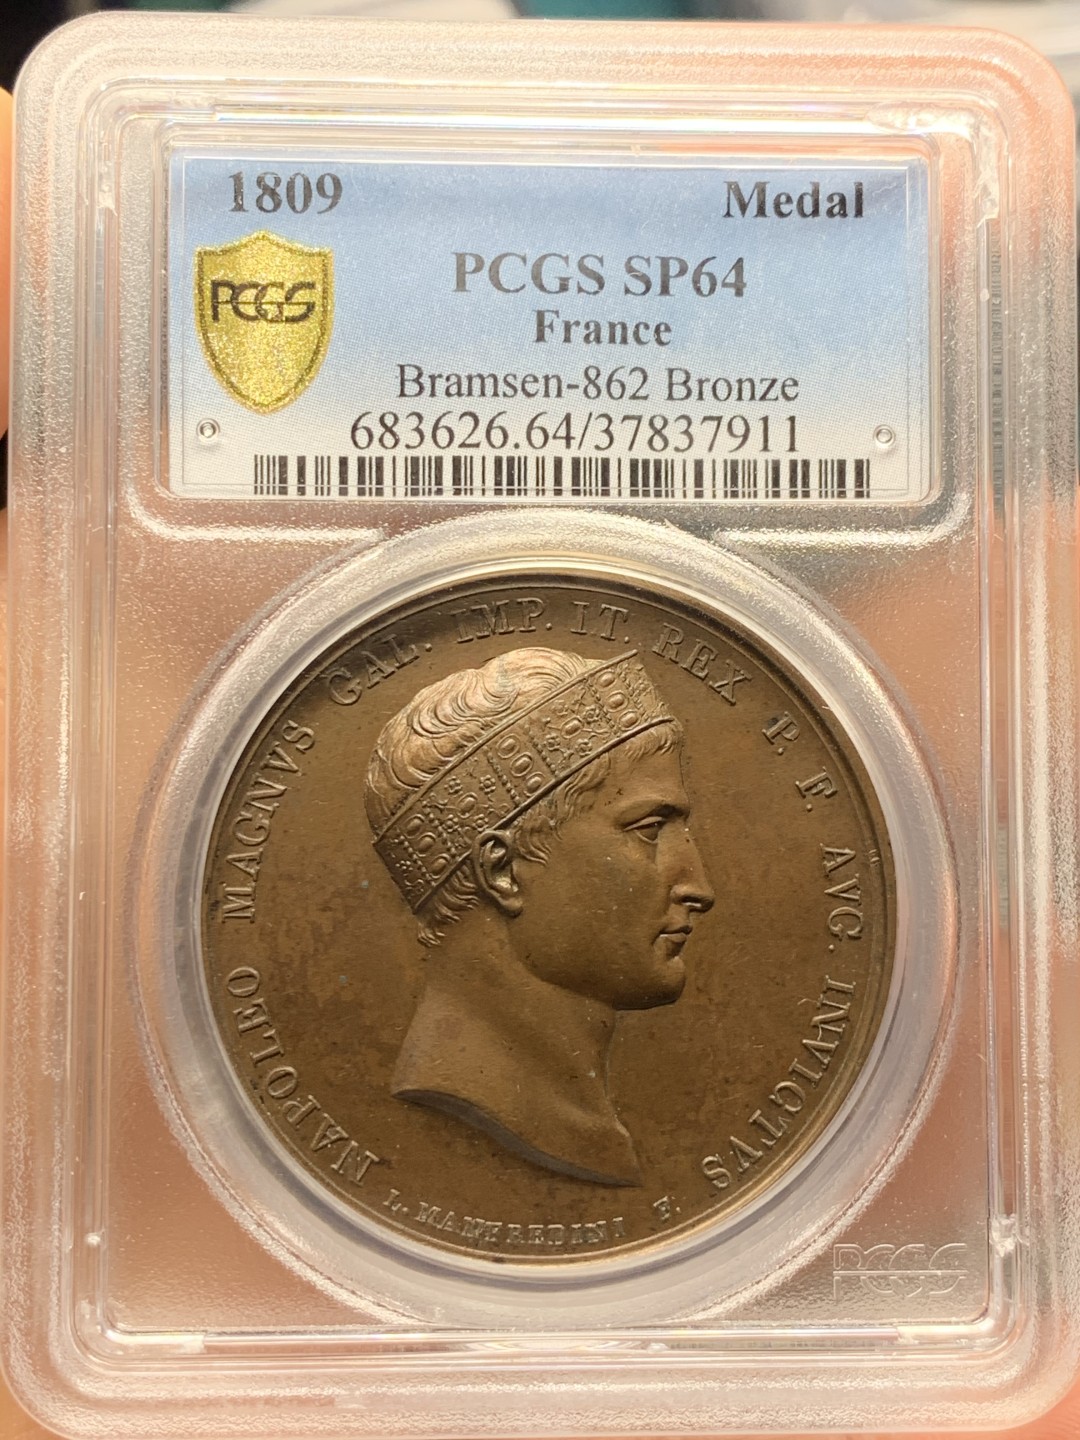 1809 Medal
PCGS
PCGS SP64
France
Bramsen-862 Bronze
683626.64/37837911
NAPOLEO MAGNVS GAL. IMP. IT. REX P. F. AVG. INVICTVS
L. MANFREDINI F.
PCGS